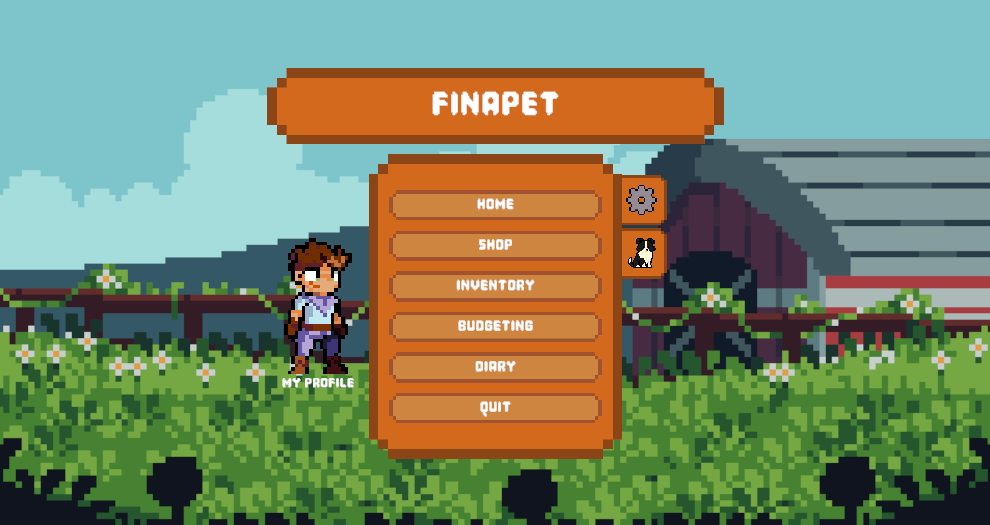 FINAPET
HOME
SHOP
INVENTORY
BUDGETING
DIARY
QUIT
MY PROFILE